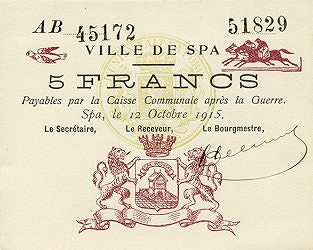 AB 45172 51829
VILLE DE SPA
5 FRANCS
Payables par la Caisse Communale après la Guerre.
Spa, le 12 Octobre 1915.
Le Secrétaire, Le Receveur, Le Bourgmestre,